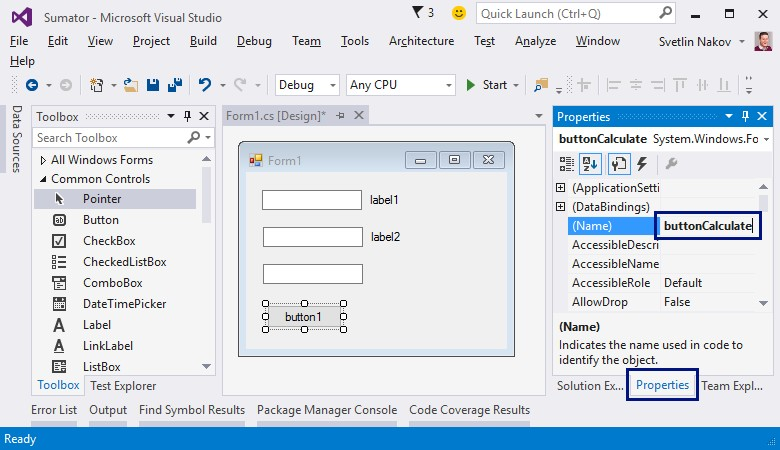 Sumator - Microsoft Visual Studio
3
Quick Launch (Ctrl+Q)
File Edit View Project Build Debug Team Tools Architecture Test Analyze Window
Svetlin Nakov
Help
Debug Any CPU Start
Data Sources
Toolbox
Search Toolbox
All Windows Forms
Common Controls
Pointer
ab Button
CheckBox
CheckedListBox
ComboBox
DateTimePicker
A Label
A LinkLabel
ListBox
Toolbox Test Explorer
Form1.cs [Design]*
Form1
label1
label2
button1
Properties
buttonCalculate System.Windows.Fo
(ApplicationSetti
(DataBindings)
(Name) buttonCalculate
AccessibleDescri
AccessibleName
AccessibleRole Default
AllowDrop False
(Name)
Indicates the name used in code to
identify the object.
Solution Ex... Properties Team Expl...
Error List Output Find Symbol Results Package Manager Console Code Coverage Results
Ready